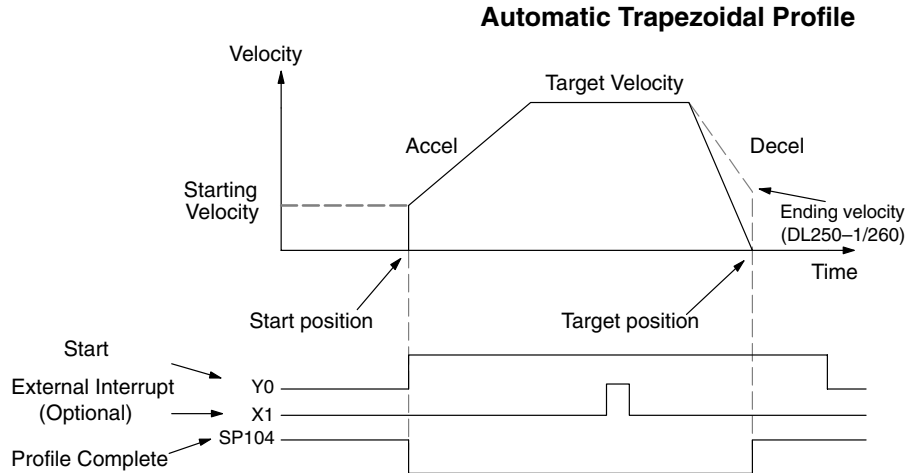 Automatic Trapezoidal Profile
Velocity
Target Velocity
Accel
Decel
Starting
Velocity
Ending velocity
(DL250–1/260)
Time
Start position
Target position
Start
Y0
External Interrupt
(Optional)
X1
SP104
Profile Complete